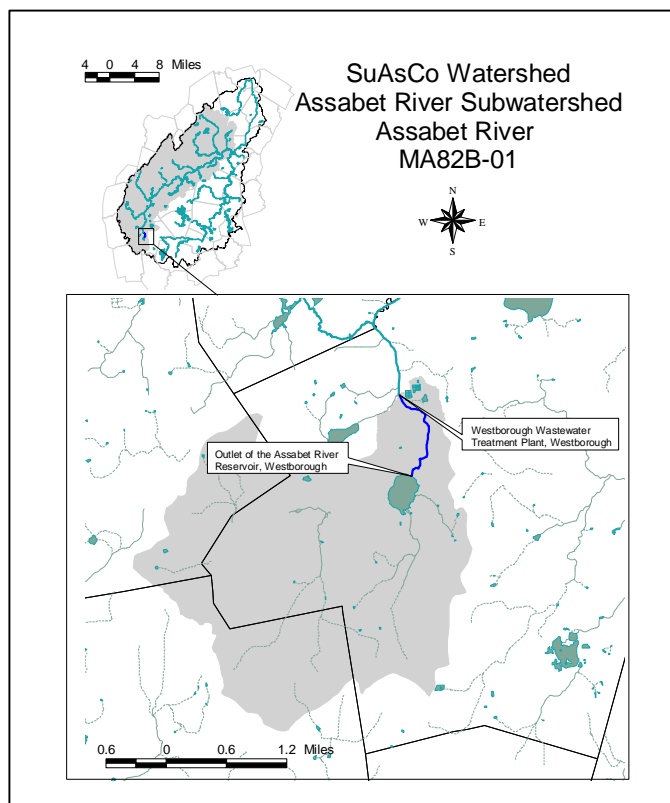 4 0 4 8 Miles
SuAsCo Watershed
Assabet River Subwatershed
Assabet River
MA82B-01
N
W E
S
Westborough Wastewater
Treatment Plant, Westborough
Outlet of the Assabet River
Reservoir, Westborough
0.6 0 0.6 1.2 Miles